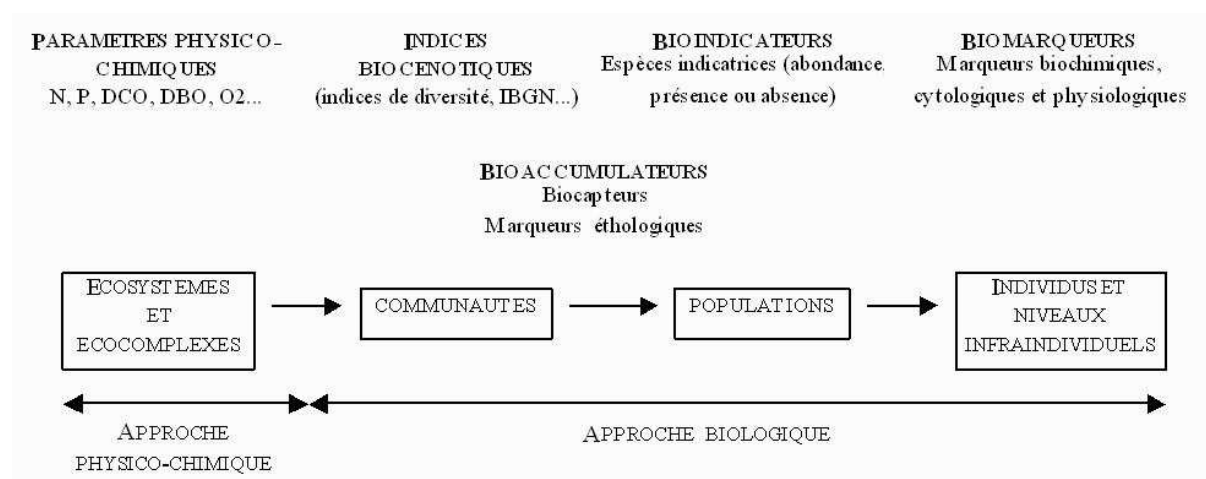 PARAMETRES PHYSICO-
CHIMIQUES
N, P, DCO, DBO, O2...
INDICES
BIOCENOTIQUES
(indices de diversité, IBGN...)
BIOINDICATEURS
Espèces indicatrices (abondance,
présence ou absence)
BIOMARQUEURS
Marqueurs biochimiques,
cytologiques et physiologiques
BIOACCUMULATEURS
Biocapteurs
Marqueurs éthologiques
ECOSYSTEMES
ET
ECOCOMPLEXES
COMMUNAUTES
POPULATIONS
INDIVIDUS ET
NIVEAUX
INFRAINDIVIDUELS
APPROCHE
PHYSICO-CHIMIQUE
APPROCHE BIOLOGIQUE